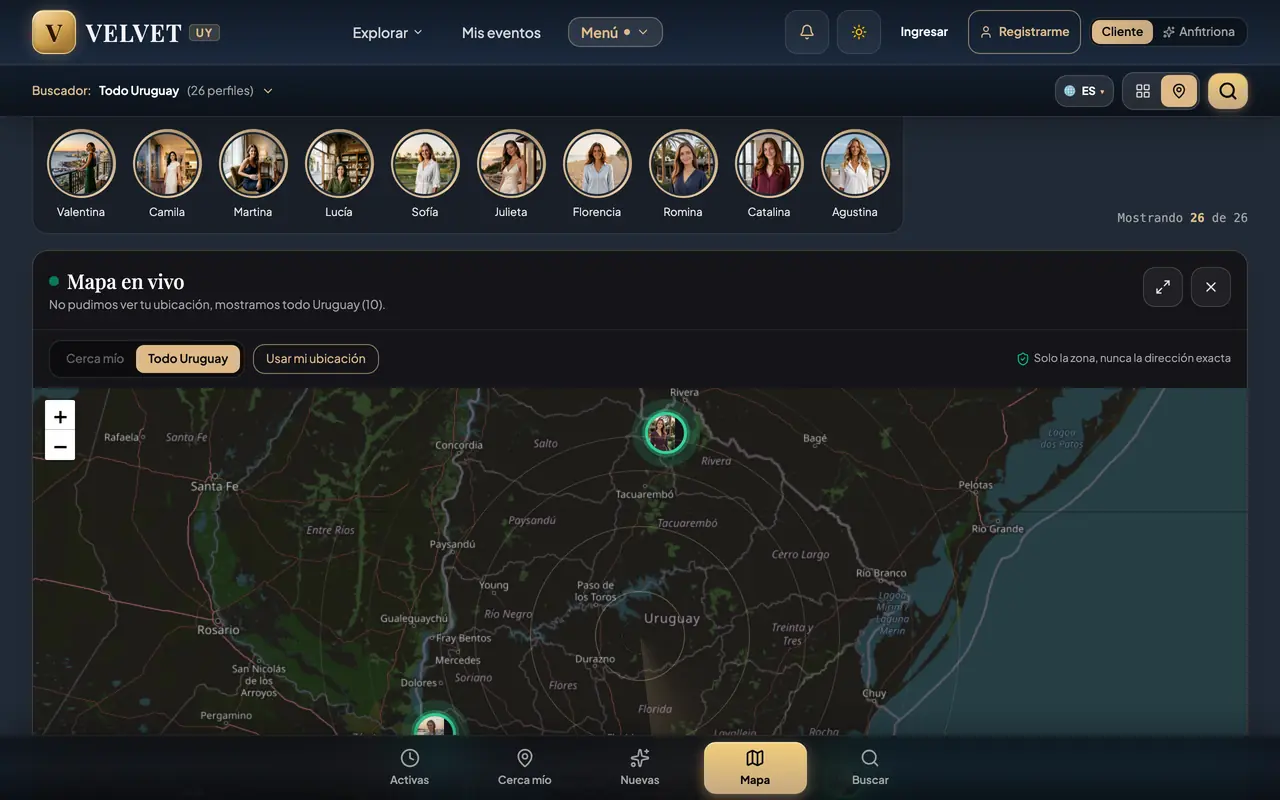 V VELVET UY
Explorar
Mis eventos
Menú
Ingresar
Registrarme
Cliente
Anfitriona
Buscador: Todo Uruguay (26 perfiles)
ES
Valentina
Camila
Martina
Lucía
Sofía
Julieta
Florencia
Romina
Catalina
Agustina
Mostrando 26 de 26
Mapa en vivo
No pudimos ver tu ubicación, mostramos todo Uruguay (10).
Cerca mío
Todo Uruguay
Usar mi ubicación
Solo la zona, nunca la dirección exacta
+
−
Rivera
Rafaela
Santa Fe
Concordia
Salto
Bagé
Lagoa
dos Patos
Rivera
Santa Fe
Tacuarembó
Pelotas
Entre Ríos
Paysandú
Tacuarembó
Rio Grande
Paysandú
Cerro Largo
Río Branco
Young
Paso de
los Toros
Lagoa
Mirim /
Laguna
Merín
Gualeguaychú
Río Negro
Uruguay
Rosario
Fray Bentos
Treinta y
Tres
Mercedes
Durazno
San Nicolás
de los
Arroyos
Dolores
Soriano
Flores
Chuy
Pergamino
Florida
Lavalleja
Rocha
Activas
Cerca mío
Nuevas
Mapa
Buscar